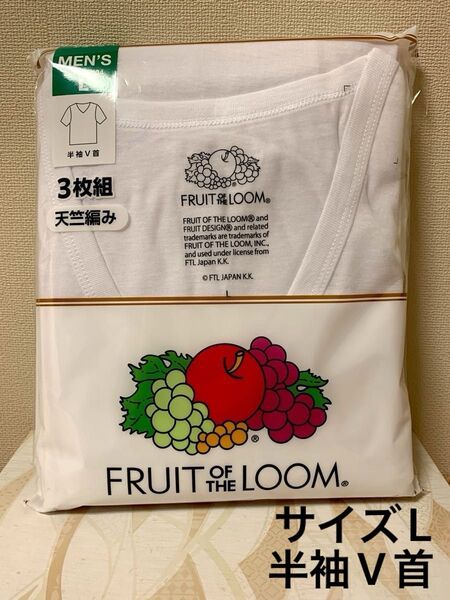 MEN'S
半袖V首
3枚組
天竺編み
FRUIT OF THE LOOM®
FRUIT OF THE LOOM® and
FRUIT DESIGN® and related
trademarks are trademarks of
FRUIT OF THE LOOM, INC.,
and used under license from
FTL Japan K.K.
© FTL JAPAN K.K.
L
FRUIT OF THE LOOM®
サイズL
半袖V首